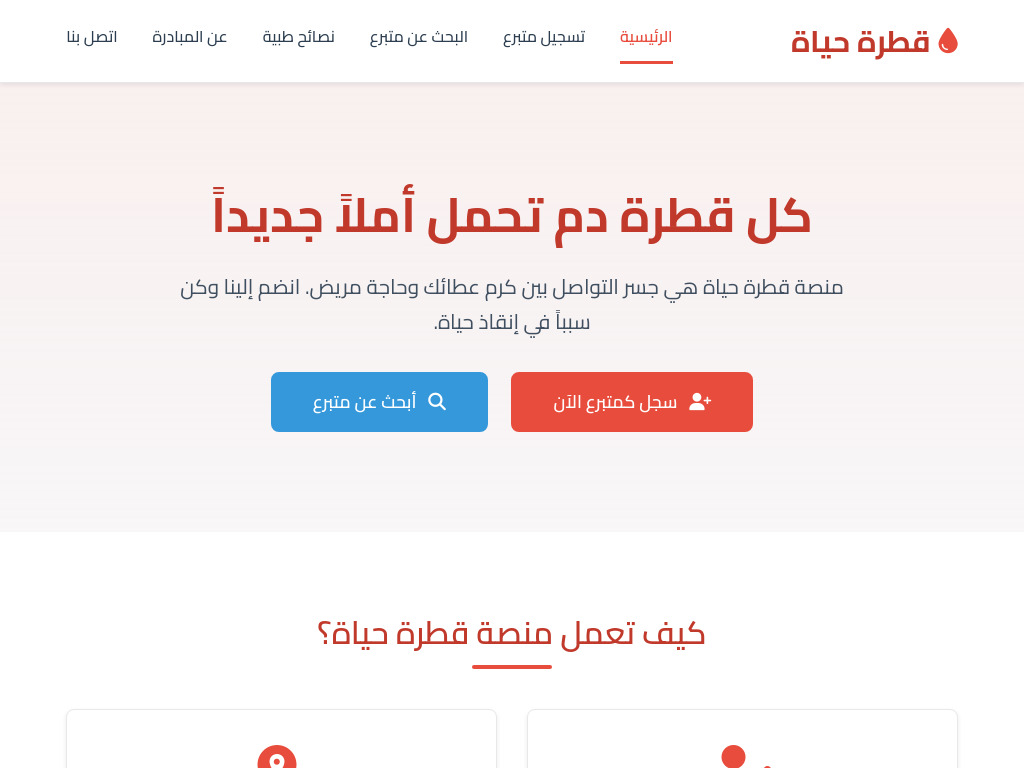 قطرة حياة
الرئيسية
تسجيل متبرع
البحث عن متبرع
نصائح طبية
عن المبادرة
اتصل بنا
كل قطرة دم تحمل أملاً جديداً
منصة قطرة حياة هي جسر التواصل بين كرم عطائك وحاجة مريض. انضم إلينا وكن
سبباً في إنقاذ حياة.
سجل كمتبرع الآن
أبحث عن متبرع
كيف تعمل منصة قطرة حياة؟